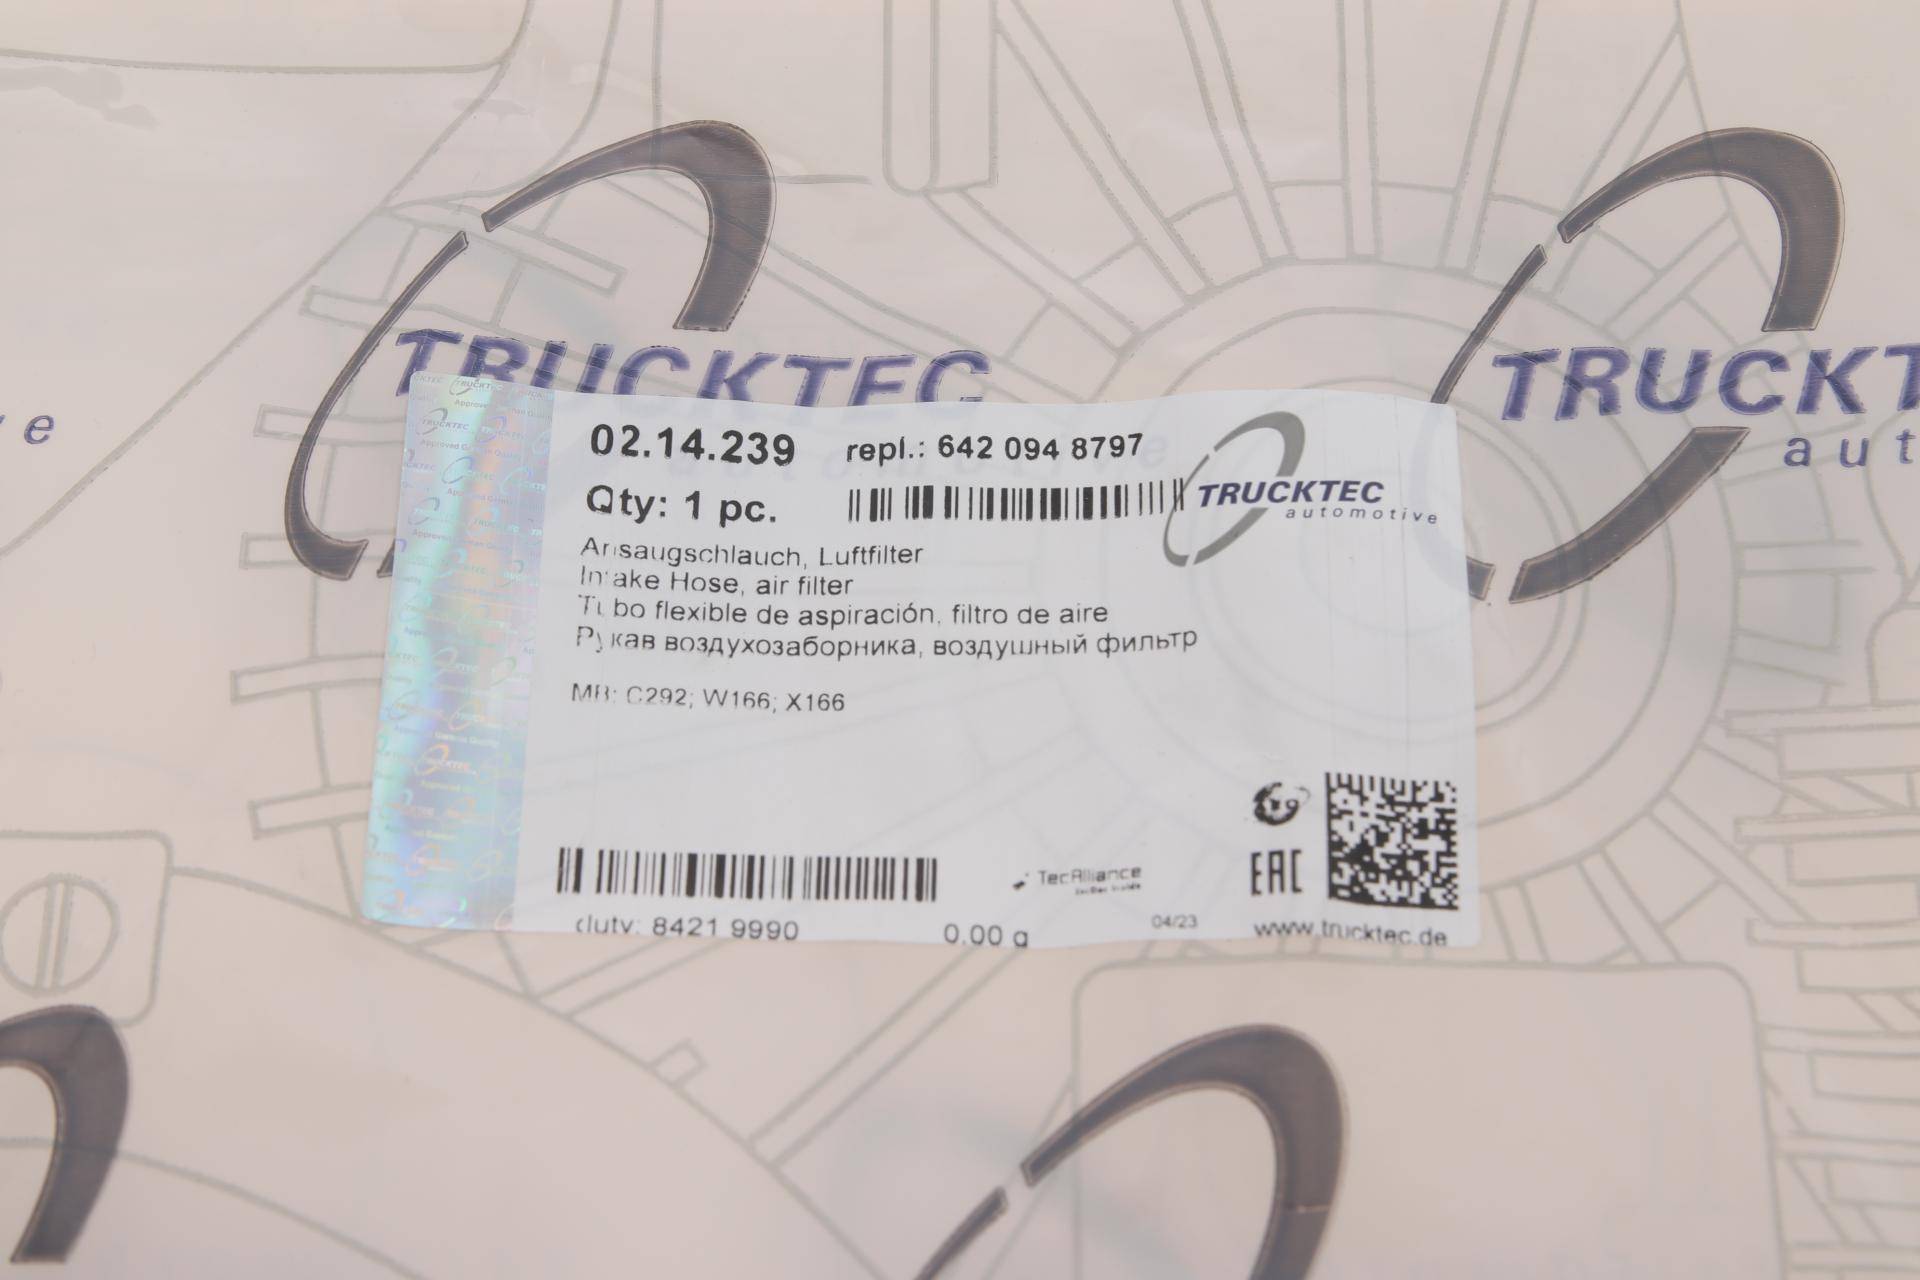 TRUCKTEC
TRUCKT
aut
e
02.14.239 repl.: 642 094 8797
Qty: 1 pc.
TRUCKTEC
automotive
Ansaugschlauch, Luftfilter
Intake Hose, air filter
Tubo flexible de aspiración, filtro de aire
Рукав воздухозаборника, воздушный фильтр
MB: C292; W166; X166
TecAlliance
TecDoc Inside
EAC
duty: 8421 9990 0.00 g 04/23 www.trucktec.de